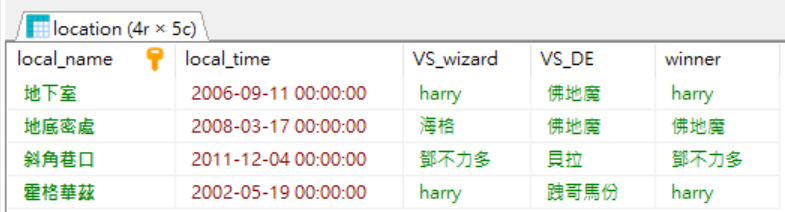 location (4r × 5c)
local_name local_time VS_wizard VS_DE winner
地下室 2006-09-11 00:00:00 harry 佛地魔 harry
地底密處 2008-03-17 00:00:00 海格 佛地魔 佛地魔
斜角巷口 2011-12-04 00:00:00 鄧不力多 貝拉 鄧不力多
霍格華茲 2002-05-19 00:00:00 harry 跩哥馬份 harry